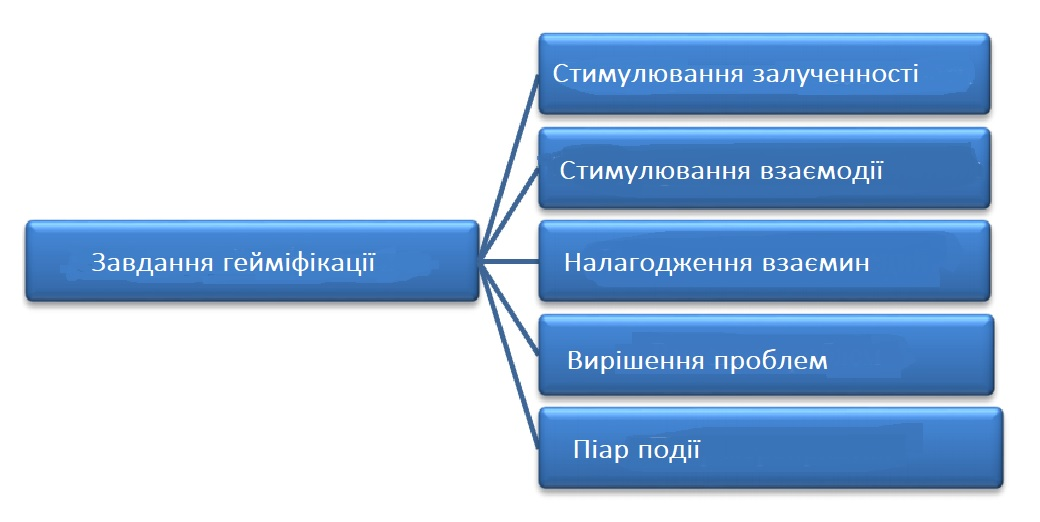 Стимулювання залученності
Стимулювання взаємодії
Завдання гейміфікації
Налагодження взаємин
Вирішення проблем
Піар події